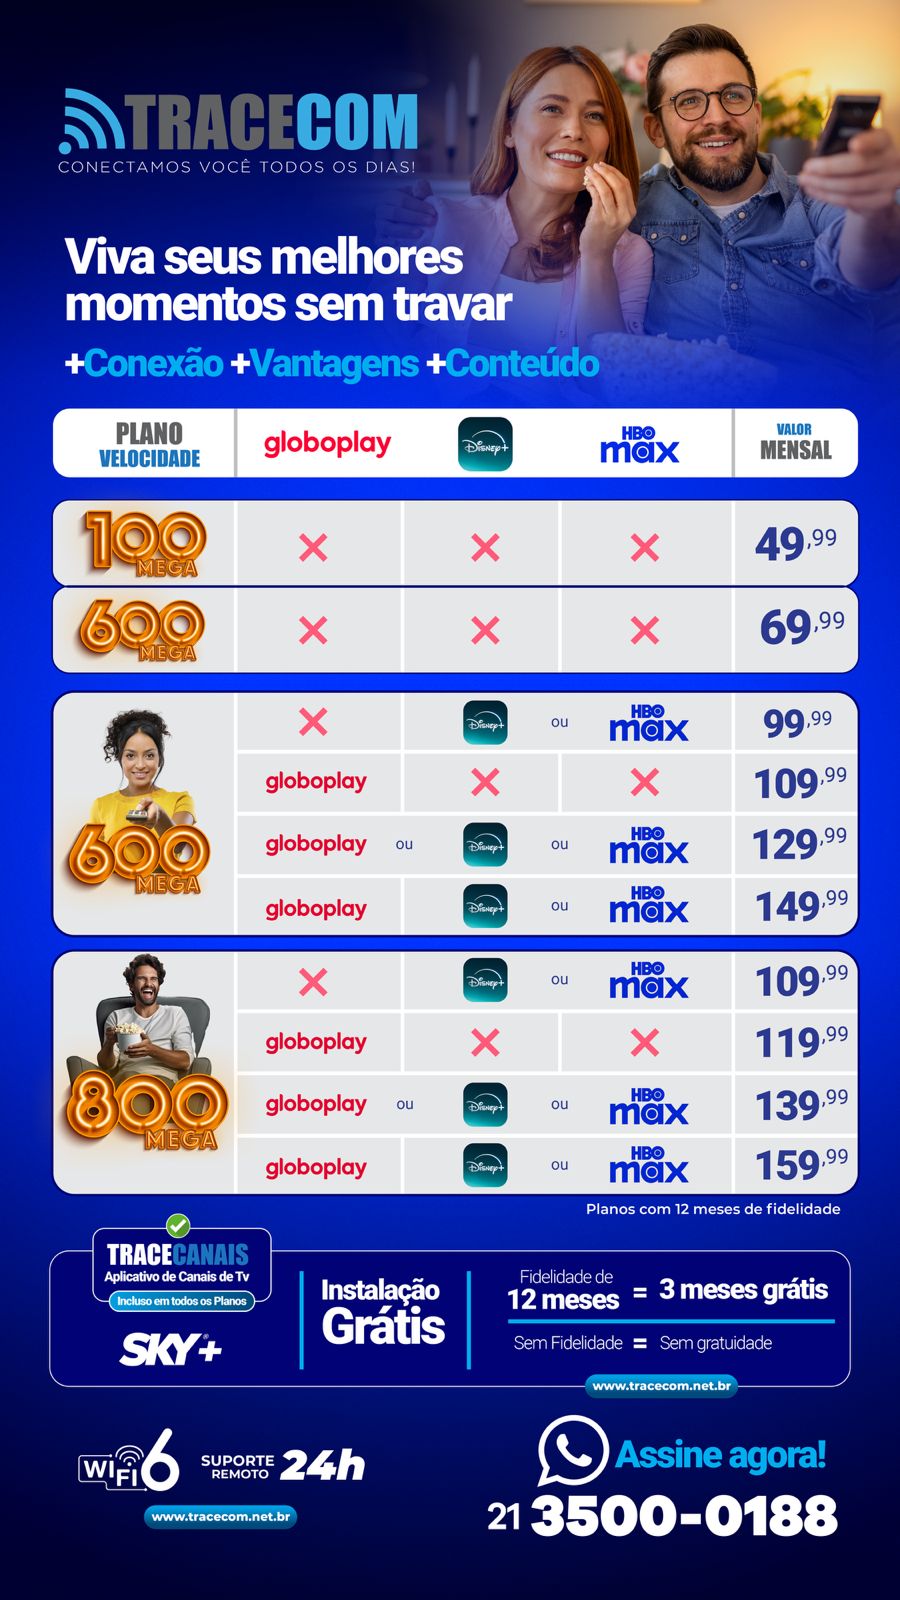 TRACECOM
CONECTAMOS VOCÊ TODOS OS DIAS!
Viva seus melhores
momentos sem travar
+Conexão +Vantagens +Conteúdo
PLANO
VELOCIDADE
globoplay
Disney+
HBO
max
VALOR
MENSAL
100
MEGA
49,99
600
MEGA
69,99
600
MEGA
Disney+ ou HBO max 99,99
globoplay 109,99
globoplay ou Disney+ ou HBO max 129,99
globoplay Disney+ ou HBO max 149,99
800
MEGA
Disney+ ou HBO max 109,99
globoplay 119,99
globoplay ou Disney+ ou HBO max 139,99
globoplay Disney+ ou HBO max 159,99
Planos com 12 meses de fidelidade
TRACECANAIS
Aplicativo de Canais de Tv
Incluso em todos os Planos
SKY+
Instalação
Grátis
Fidelidade de
12 meses = 3 meses grátis
Sem Fidelidade = Sem gratuidade
www.tracecom.net.br
WIFI 6
SUPORTE
REMOTO 24h
www.tracecom.net.br
Assine agora!
21 3500-0188